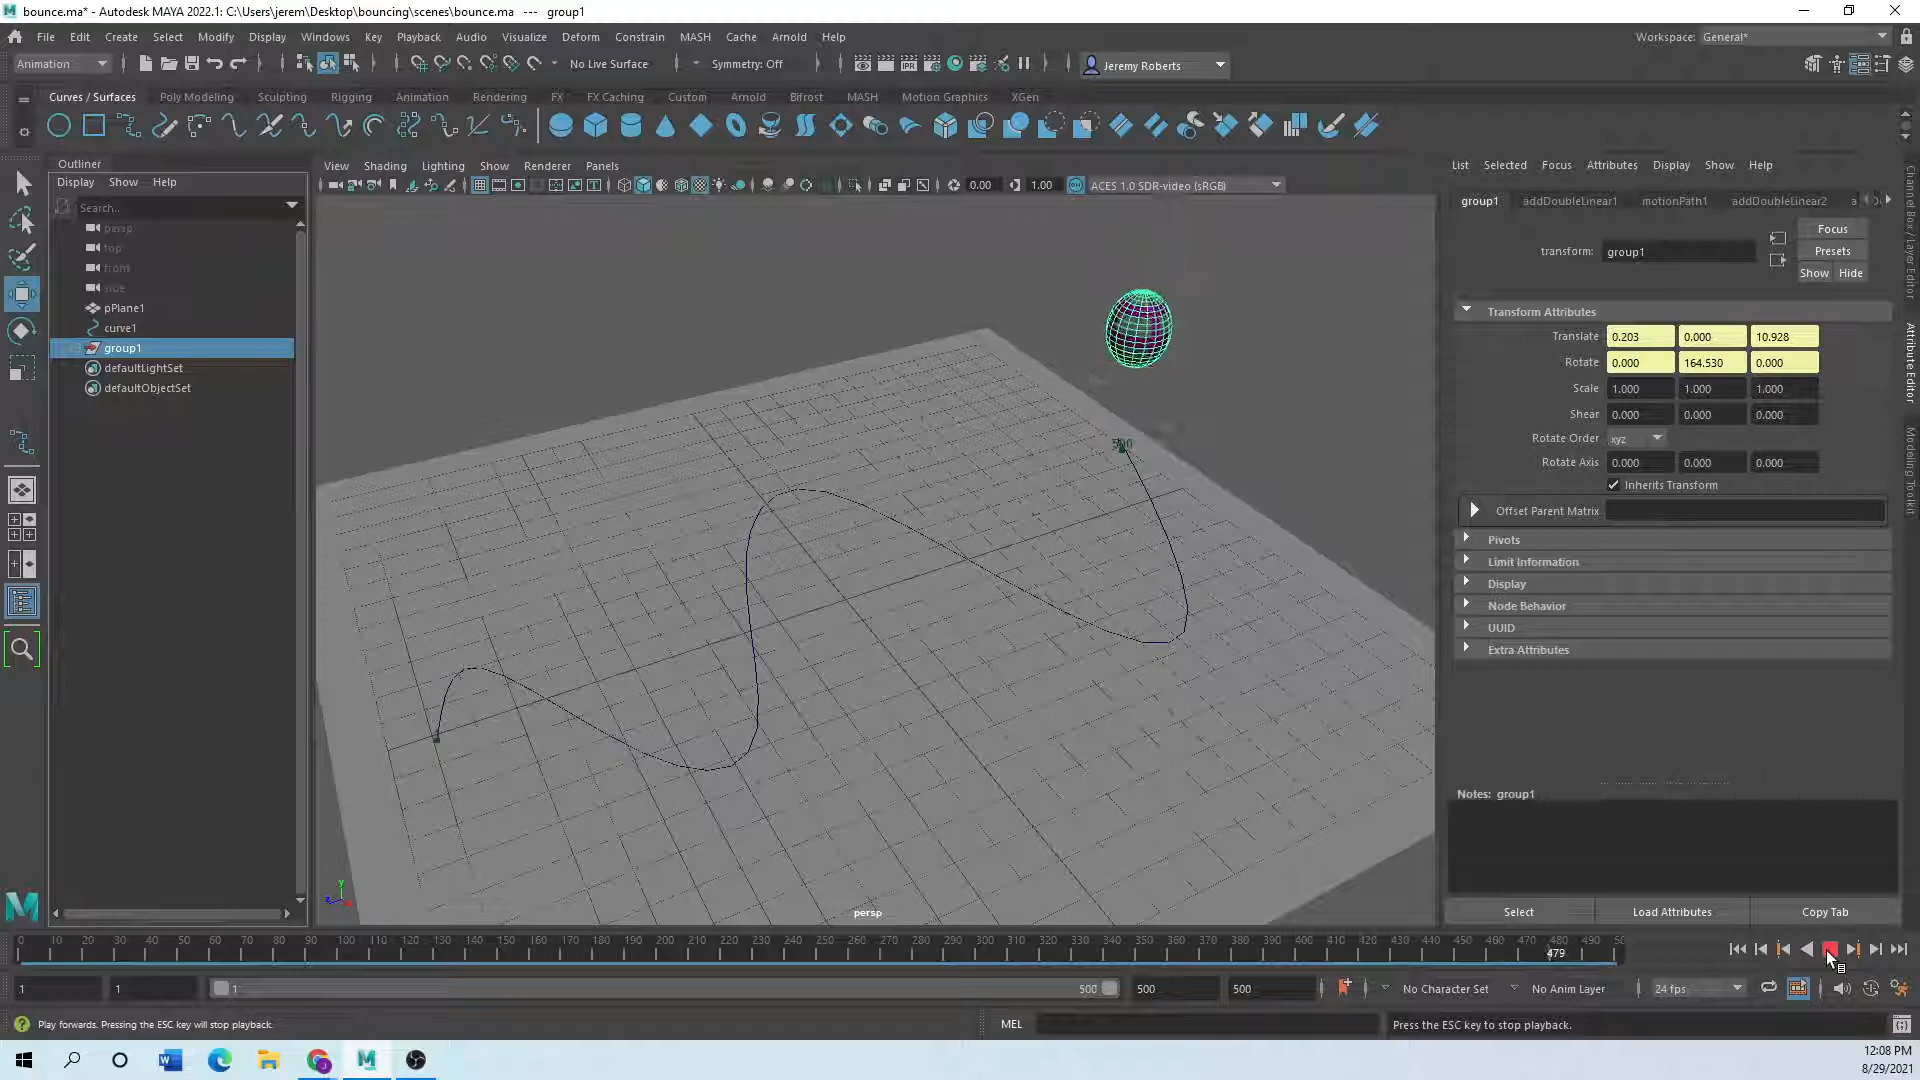 bounce.ma* - Autodesk MAYA 2022.1: C:\Users\jerem\Desktop\bouncing\scenes\bounce.ma --- group1
File Edit Create Select Modify Display Windows Key Playback Audio Visualize Deform Constrain MASH Cache Arnold Help
Workspace: General*
Animation
No Live Surface
Symmetry: Off
IPR
Jeremy Roberts
Curves / Surfaces Poly Modeling Sculpting Rigging Animation Rendering FX FX Caching Custom Arnold Bifrost MASH Motion Graphics XGen
Outliner
Display Show Help
Search..
persp
top
front
side
pPlane1
curve1
group1
defaultLightSet
defaultObjectSet
View Shading Lighting Show Renderer Panels
0.00 1.00 ACES 1.0 SDR-video (sRGB)
500
persp
List Selected Focus Attributes Display Show Help
group1 addDoubleLinear1 motionPath1 addDoubleLinear2 a
Focus
transform: group1
Presets
Show Hide
Transform Attributes
Translate 0.203 0.000 10.928
Rotate 0.000 164.530 0.000
Scale 1.000 1.000 1.000
Shear 0.000 0.000 0.000
Rotate Order xyz
Rotate Axis 0.000 0.000 0.000
Inherits Transform
Offset Parent Matrix
Pivots
Limit Information
Display
Node Behavior
UUID
Extra Attributes
Notes: group1
Select Load Attributes Copy Tab
Channel Box / Layer Editor
Attribute Editor
Modeling Toolkit
0 10 20 30 40 50 60 70 80 90 100 110 120 130 140 150 160 170 180 190 200 210 220 230 240 250 260 270 280 290 300 310 320 330 340 350 360 370 380 390 400 410 420 430 440 450 460 470 480 490 50
479
1 1 1 500 500 500 No Character Set No Anim Layer 24 fps
Play forwards. Pressing the ESC key will stop playback.
MEL
Press the ESC key to stop playback.
12:08 PM
8/29/2021